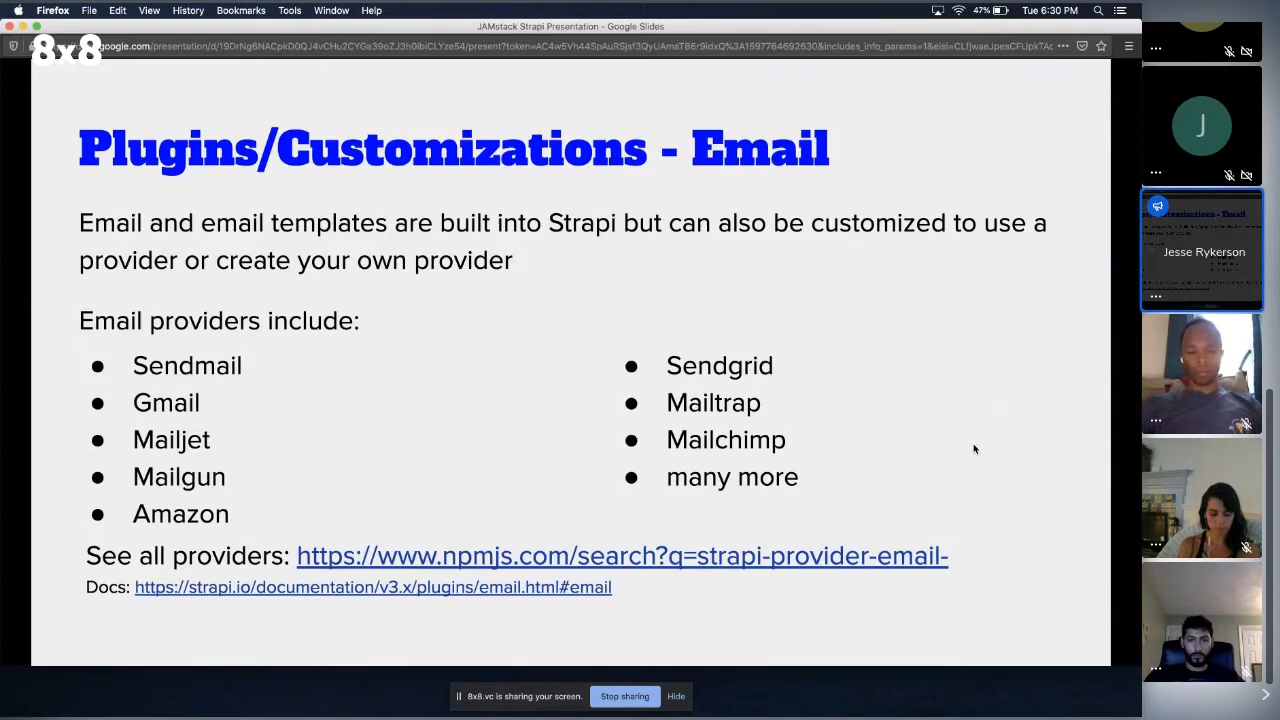 Firefox File Edit View History Bookmarks Tools Window Help 47% Tue 6:30 PM
JAMstack Strapi Presentation - Google Slides
8x8
Plugins/Customizations - Email
Email and email templates are built into Strapi but can also be customized to use a
provider or create your own provider
Email providers include:
● Sendmail
● Gmail
● Mailjet
● Mailgun
● Amazon
● Sendgrid
● Mailtrap
● Mailchimp
● many more
See all providers: https://www.npmjs.com/search?q=strapi-provider-email-
Docs: https://strapi.io/documentation/v3.x/plugins/email.html#email
8x8.vc is sharing your screen. Stop sharing Hide
J
Jesse Rykerson